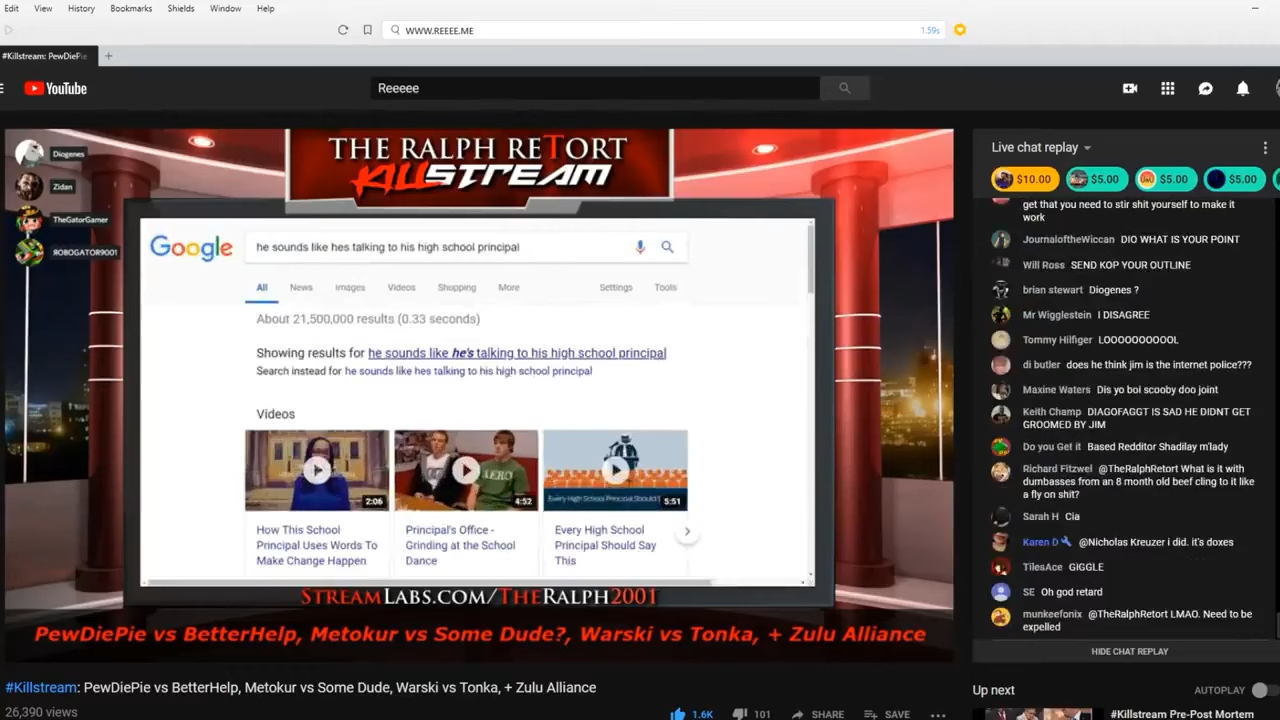 Edit View History Bookmarks Shields Window Help
WWW.REEEE.ME 1.59s
#Killstream: PewDiePie
YouTube Reeeee
Diogenes
Zidan
TheGatorGamer
ROBOGATOR9001
THE RALPH RETORT
KILLSTREAM
Google he sounds like hes talking to his high school principal
All News Images Videos Shopping More Settings Tools
About 21,500,000 results (0.33 seconds)
Showing results for he sounds like he's talking to his high school principal
Search instead for he sounds like hes talking to his high school principal
Videos
2:06 4:52 5:51
Every High School Principal Should
How This School
Principal Uses Words To
Make Change Happen
Principal's Office -
Grinding at the School
Dance
Every High School
Principal Should Say
This
STREAMLABS.COM/THERALPH2001
PewDiePie vs BetterHelp, Metokur vs Some Dude?, Warski vs Tonka, + Zulu Alliance
#Killstream: PewDiePie vs BetterHelp, Metokur vs Some Dude, Warski vs Tonka, + Zulu Alliance
26,390 views
1.6K 101 SHARE SAVE
Live chat replay
$10.00 $5.00 $5.00 $5.00
get that you need to stir shit yourself to make it
work
JournaloftheWiccan DIO WHAT IS YOUR POINT
Will Ross SEND KOP YOUR OUTLINE
brian stewart Diogenes ?
Mr Wigglestein I DISAGREE
Tommy Hilfiger LOOOOOOOOOL
di butler does he think jim is the internet police???
Maxine Waters Dis yo boi scooby doo joint
Keith Champ DIAGOFAGGT IS SAD HE DIDNT GET
GROOMED BY JIM
Do you Get it Based Redditor Shadilay m'lady
Richard Fitzwel @TheRalphRetort What is it with
dumbasses from an 8 month old beef cling to it like
a fly on shit?
Sarah H Cia
Karen D @Nicholas Kreuzer i did. it's doxes
TilesAce GIGGLE
SE Oh god retard
munkeefonix @TheRalphRetort LMAO. Need to be
expelled
HIDE CHAT REPLAY
Up next AUTOPLAY
#Killstream Pre-Post Mortem